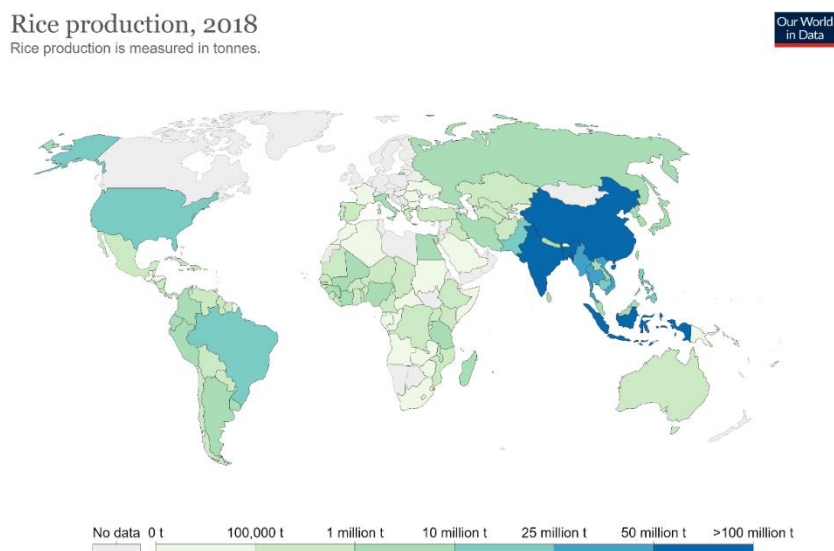 Rice production, 2018
Rice production is measured in tonnes.
Our World
in Data
No data 0 t 100,000 t 1 million t 10 million t 25 million t 50 million t >100 million t